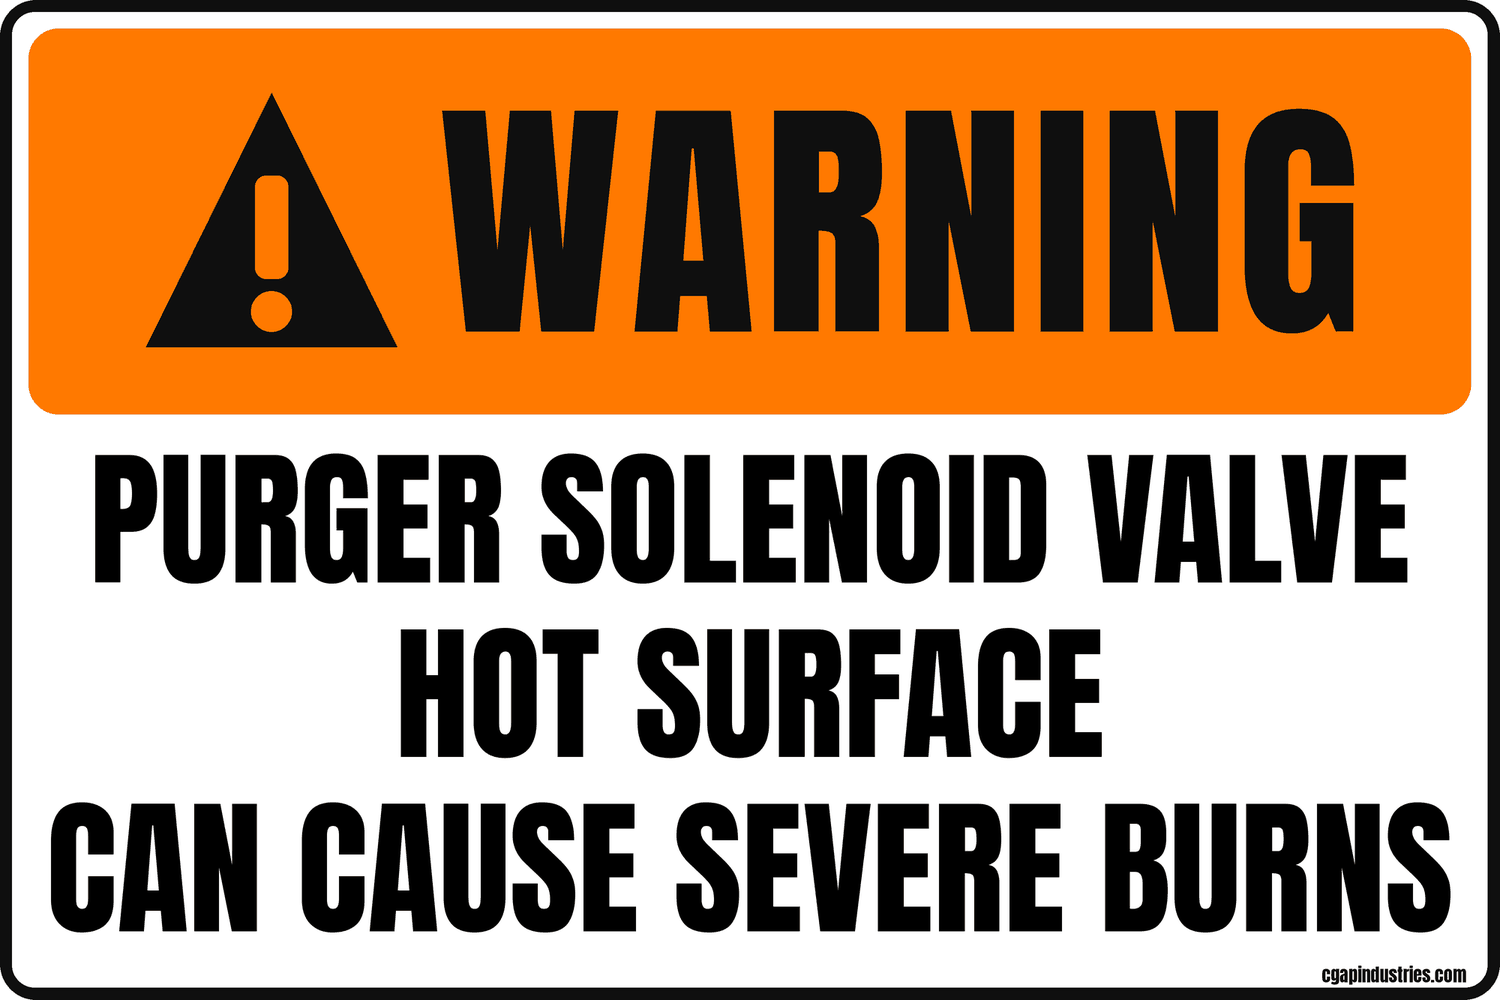 WARNING
PURGER SOLENOID VALVE
HOT SURFACE
CAN CAUSE SEVERE BURNS
cgapindustries.com